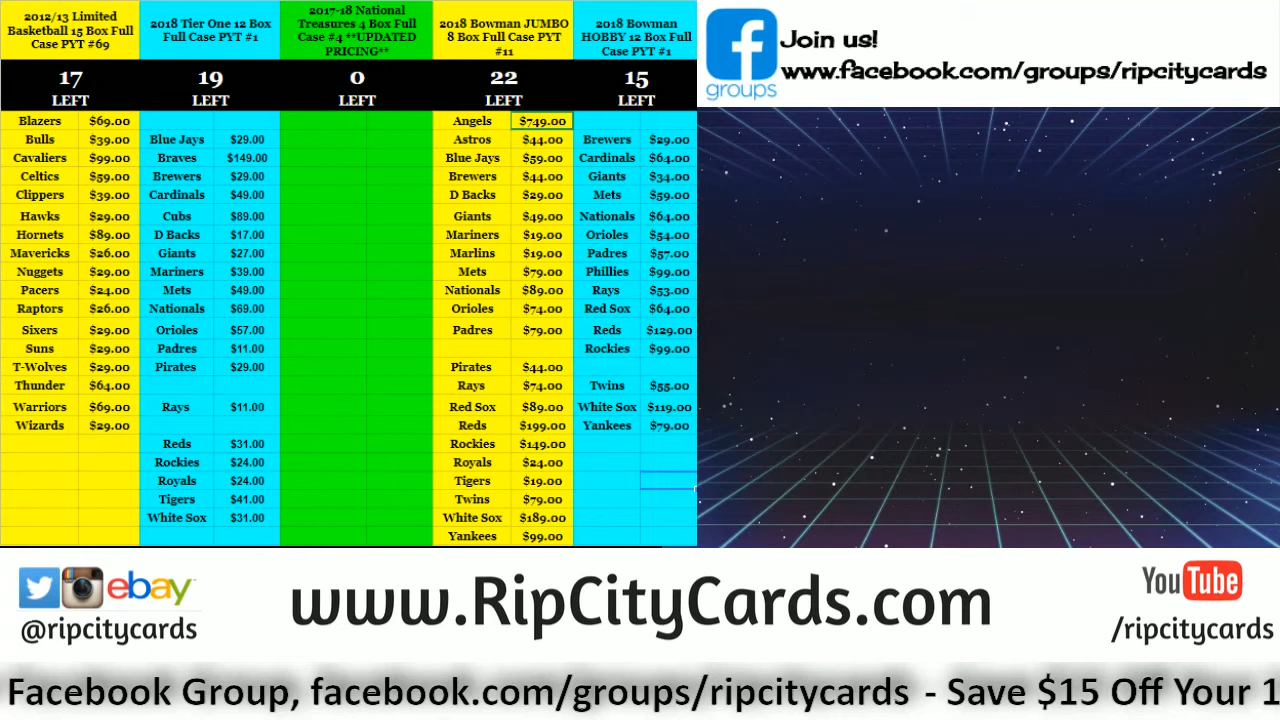 2012/13 Limited
Basketball 15 Box Full
Case PYT #69
2018 Tier One 12 Box
Full Case PYT #1
2017-18 National
Treasures 4 Box Full
Case #4 **UPDATED
PRICING**
2018 Bowman JUMBO
8 Box Full Case PYT
#11
2018 Bowman
HOBBY 12 Box Full
Case PYT #1
17 19 0 22 15
LEFT LEFT LEFT LEFT LEFT
Blazers $69.00 Angels $749.00
Bulls $39.00 Blue Jays $29.00 Astros $44.00 Brewers $29.00
Cavaliers $99.00 Braves $149.00 Blue Jays $59.00 Cardinals $64.00
Celtics $59.00 Brewers $29.00 Brewers $44.00 Giants $34.00
Clippers $39.00 Cardinals $49.00 D Backs $29.00 Mets $59.00
Hawks $29.00 Cubs $89.00 Giants $49.00 Nationals $64.00
Hornets $89.00 D Backs $17.00 Mariners $19.00 Orioles $54.00
Mavericks $26.00 Giants $27.00 Marlins $19.00 Padres $57.00
Nuggets $29.00 Mariners $39.00 Mets $79.00 Phillies $99.00
Pacers $24.00 Mets $49.00 Nationals $89.00 Rays $53.00
Raptors $26.00 Nationals $69.00 Orioles $74.00 Red Sox $64.00
Sixers $29.00 Orioles $57.00 Padres $79.00 Reds $129.00
Suns $29.00 Padres $11.00 Rockies $99.00
T-Wolves $29.00 Pirates $29.00 Pirates $44.00
Thunder $64.00 Rays $74.00 Twins $55.00
Warriors $69.00 Rays $11.00 Red Sox $89.00 White Sox $119.00
Wizards $29.00 Reds $199.00 Yankees $79.00
Reds $31.00 Rockies $149.00
Rockies $24.00 Royals $24.00
Royals $24.00 Tigers $19.00
Tigers $41.00 Twins $79.00
White Sox $31.00 White Sox $189.00
Yankees $99.00
groups
Join us!
www.facebook.com/groups/ripcitycards
ebay
@ripcitycards
www.RipCityCards.com
YouTube
/ripcitycards
Facebook Group, facebook.com/groups/ripcitycards - Save $15 Off Your 1